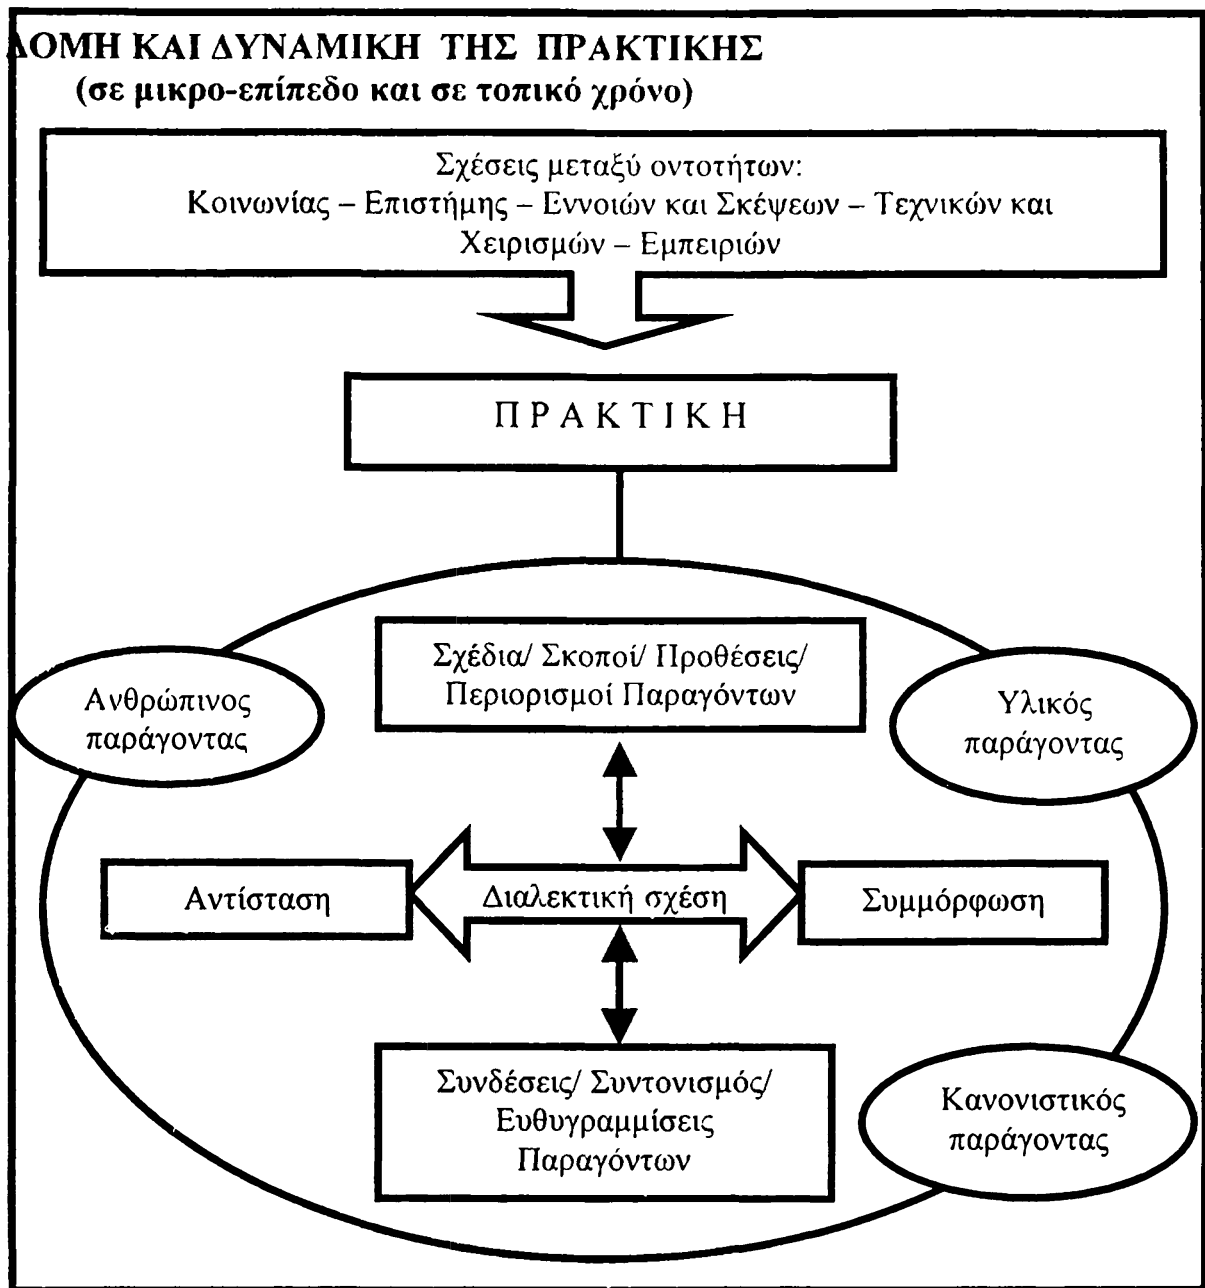 ΔΟΜΗ ΚΑΙ ΔΥΝΑΜΙΚΗ ΤΗΣ ΠΡΑΚΤΙΚΗΣ
(σε μικρο-επίπεδο και σε τοπικό χρόνο)
Σχέσεις μεταξύ οντοτήτων:
Κοινωνίας – Επιστήμης – Εννοιών και Σκέψεων – Τεχνικών και
Χειρισμών – Εμπειριών
Π Ρ Α Κ Τ Ι Κ Η
Σχέδια/ Σκοποί/ Προθέσεις/
Περιορισμοί Παραγόντων
Ανθρώπινος
παράγοντας
Υλικός
παράγοντας
Αντίσταση
Διαλεκτική σχέση
Συμμόρφωση
Συνδέσεις/ Συντονισμός/
Ευθυγραμμίσεις
Παραγόντων
Κανονιστικός
παράγοντας